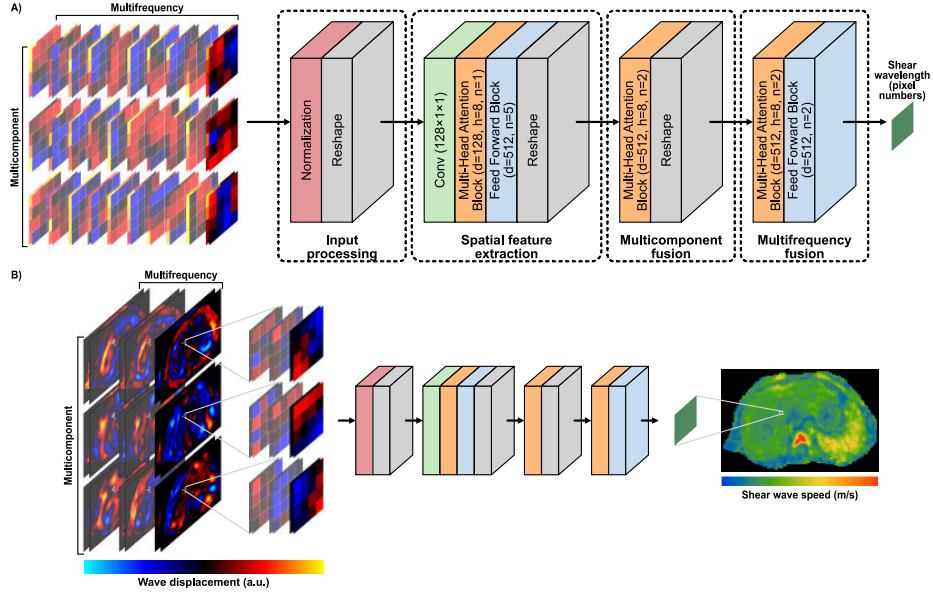 A)
Multifrequency
Multicomponent
Normalization
Reshape
Input
processing
Conv (128×1×1)
Multi-Head Attention
Block (d=128, h=8, n=1)
Feed Forward Block
(d=512, n=5)
Reshape
Spatial feature
extraction
Multi-Head Attention
Block (d=512, h=8, n=2)
Reshape
Multicomponent
fusion
Multi-Head Attention
Block (d=512, h=8, n=2)
Feed Forward Block
(d=512, n=2)
Multifrequency
fusion
Shear
wavelength
(pixel
numbers)
B)
Multifrequency
Multicomponent
Wave displacement (a.u.)
Shear wave speed (m/s)